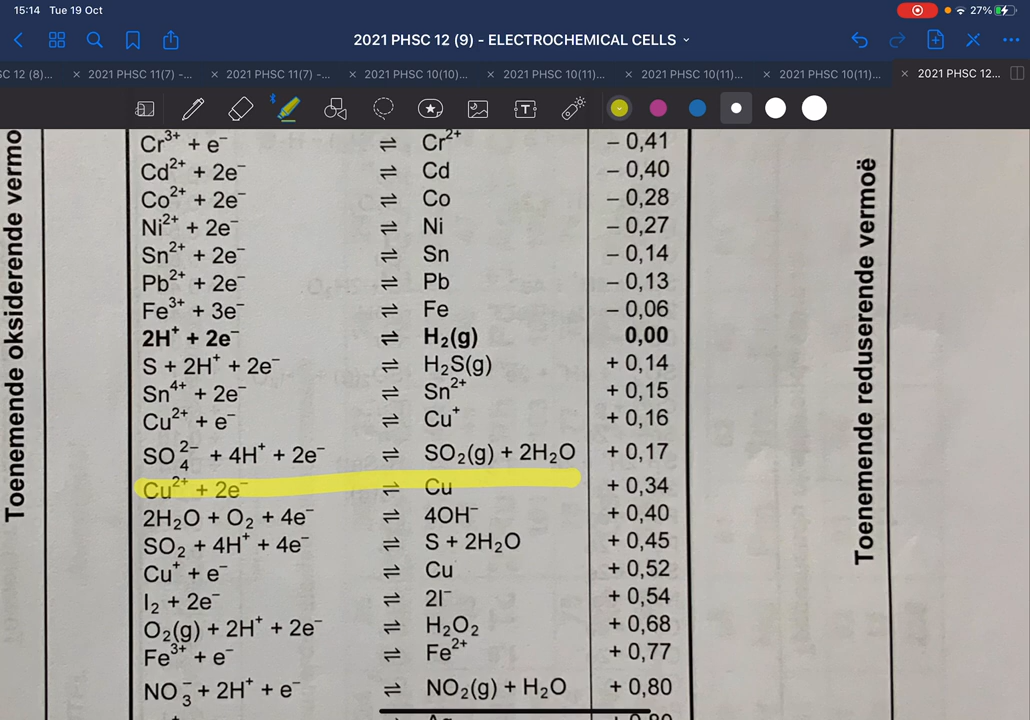 15:14 Tue 19 Oct
27%
2021 PHSC 12 (9) - ELECTROCHEMICAL CELLS
SC 12 (8)... × 2021 PHSC 11(7) -... × 2021 PHSC 11(7) -... × 2021 PHSC 10(10)... × 2021 PHSC 10(11)... × 2021 PHSC 10(11)... × 2021 PHSC 10(11)... × 2021 PHSC 12...
Toenemende oksiderende vermo
Cr³⁺ + e⁻ ⇌ Cr²⁺ – 0,41
Cd²⁺ + 2e⁻ ⇌ Cd – 0,40
Co²⁺ + 2e⁻ ⇌ Co – 0,28
Ni²⁺ + 2e⁻ ⇌ Ni – 0,27
Sn²⁺ + 2e⁻ ⇌ Sn – 0,14
Pb²⁺ + 2e⁻ ⇌ Pb – 0,13
Fe³⁺ + 3e⁻ ⇌ Fe – 0,06
2H⁺ + 2e⁻ ⇌ H₂(g) 0,00
S + 2H⁺ + 2e⁻ ⇌ H₂S(g) + 0,14
Sn⁴⁺ + 2e⁻ ⇌ Sn²⁺ + 0,15
Cu²⁺ + e⁻ ⇌ Cu⁺ + 0,16
SO₄²⁻ + 4H⁺ + 2e⁻ ⇌ SO₂(g) + 2H₂O + 0,17
Cu²⁺ + 2e⁻ ⇌ Cu + 0,34
2H₂O + O₂ + 4e⁻ ⇌ 4OH⁻ + 0,40
SO₂ + 4H⁺ + 4e⁻ ⇌ S + 2H₂O + 0,45
Cu⁺ + e⁻ ⇌ Cu + 0,52
I₂ + 2e⁻ ⇌ 2I⁻ + 0,54
O₂(g) + 2H⁺ + 2e⁻ ⇌ H₂O₂ + 0,68
Fe³⁺ + e⁻ ⇌ Fe²⁺ + 0,77
NO₃⁻ + 2H⁺ + e⁻ ⇌ NO₂(g) + H₂O + 0,80
Toenemende reduserende vermoë